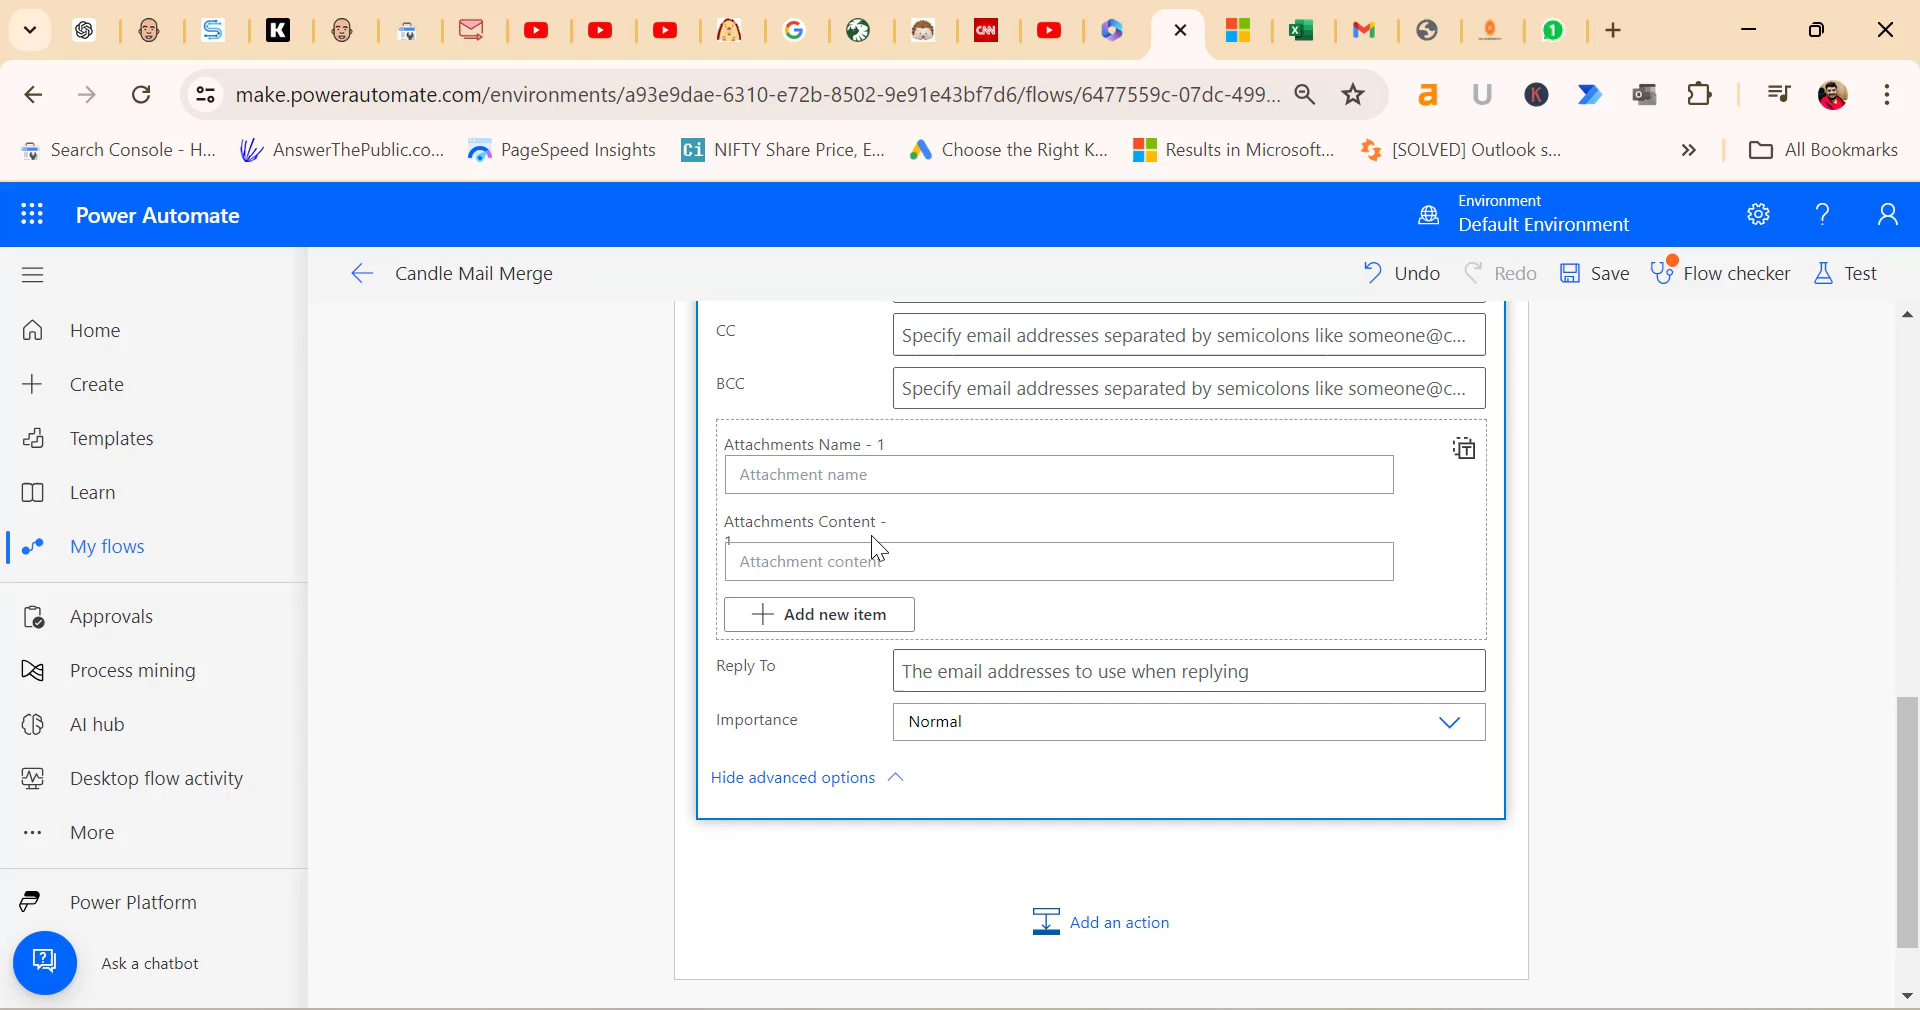 K
CNN
1
make.powerautomate.com/environments/a93e9dae-6310-e72b-8502-9e91e43bf7d6/flows/6477559c-07dc-499...
Search Console - H...
AnswerThePublic.co...
PageSpeed Insights
Ci NIFTY Share Price, E...
Choose the Right K...
Results in Microsoft...
[SOLVED] Outlook s...
All Bookmarks
Power Automate
Environment
Default Environment
Candle Mail Merge
Undo
Redo
Save
Flow checker
Test
Home
Create
Templates
Learn
My flows
Approvals
Process mining
AI hub
Desktop flow activity
More
Power Platform
Ask a chatbot
CC
Specify email addresses separated by semicolons like someone@c...
BCC
Specify email addresses separated by semicolons like someone@c...
Attachments Name - 1
Attachment name
Attachments Content -
1
Attachment content
Add new item
Reply To
The email addresses to use when replying
Importance
Normal
Hide advanced options
Add an action